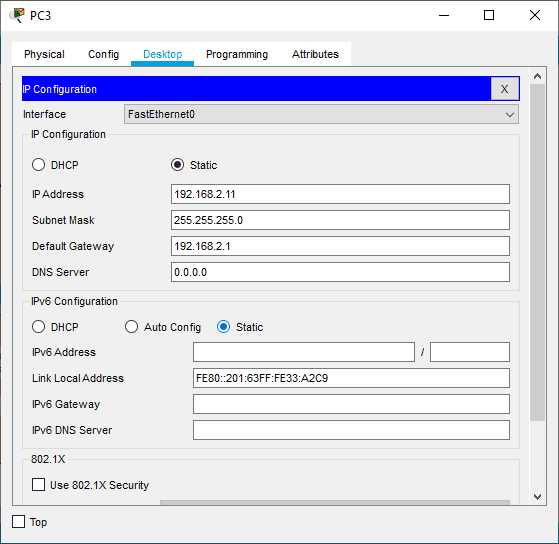 PC3
Physical Config Desktop Programming Attributes
IP Configuration X
Interface FastEthernet0
IP Configuration
DHCP Static
IP Address 192.168.2.11
Subnet Mask 255.255.255.0
Default Gateway 192.168.2.1
DNS Server 0.0.0.0
IPv6 Configuration
DHCP Auto Config Static
IPv6 Address /
Link Local Address FE80::201:63FF:FE33:A2C9
IPv6 Gateway
IPv6 DNS Server
802.1X
Use 802.1X Security
Top